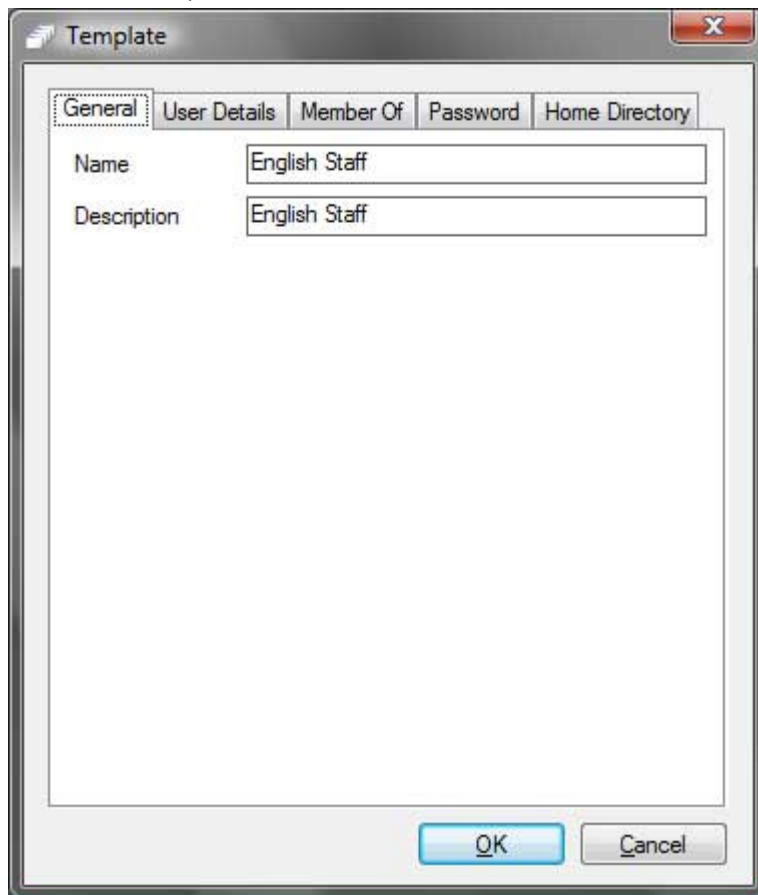 Template
General User Details Member Of Password Home Directory
Name English Staff
Description English Staff
OK Cancel